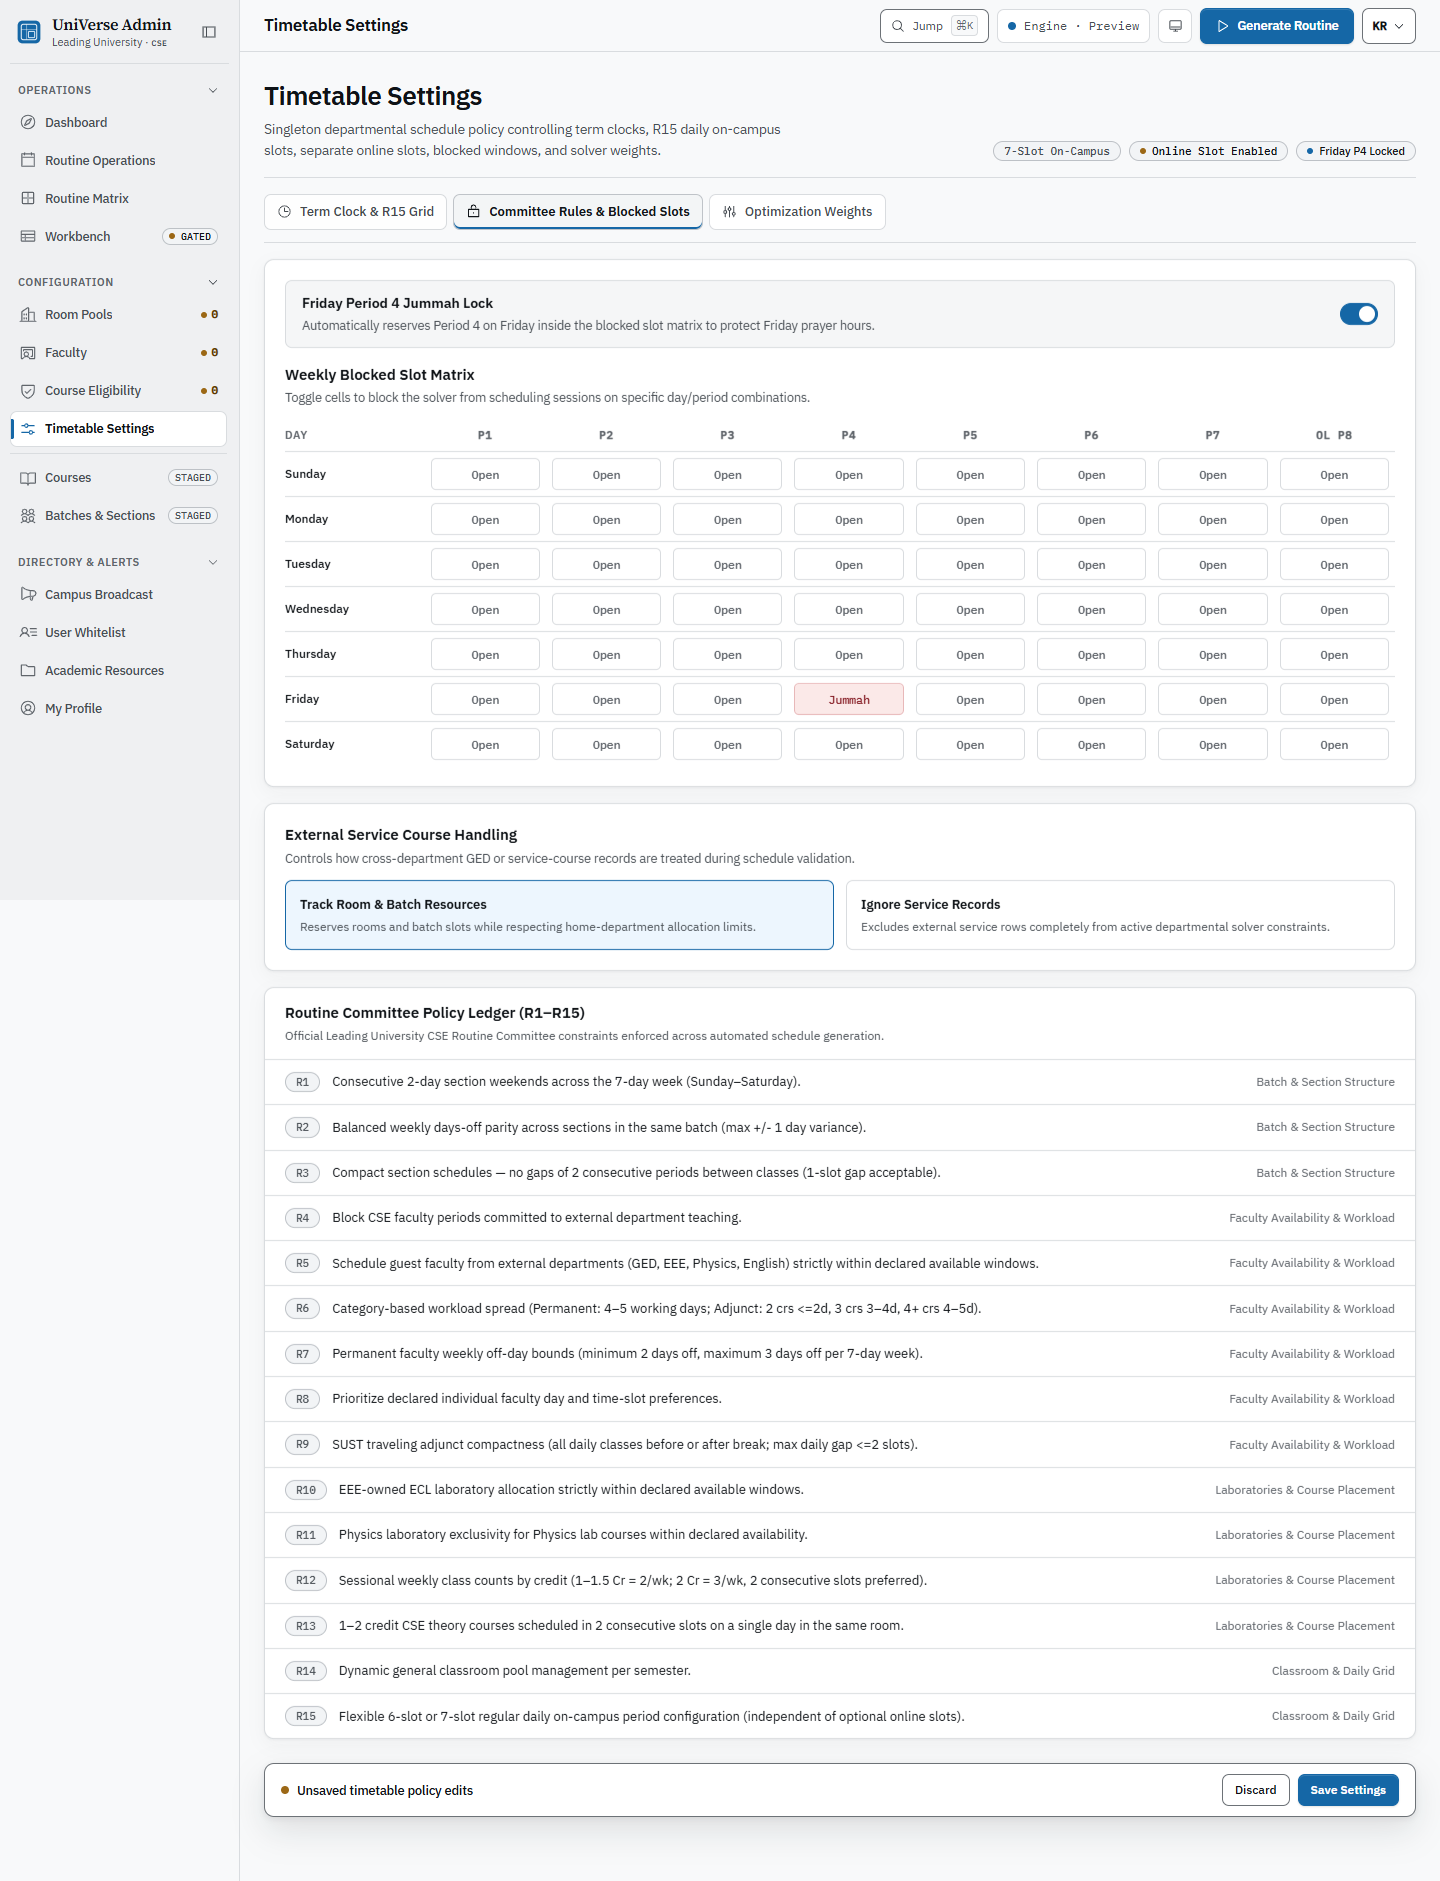 UniVerse Admin
Leading University · CSE
OPERATIONS
Dashboard
Routine Operations
Routine Matrix
Workbench GATED
CONFIGURATION
Room Pools 0
Faculty 0
Course Eligibility 0
Timetable Settings
Courses STAGED
Batches & Sections STAGED
DIRECTORY & ALERTS
Campus Broadcast
User Whitelist
Academic Resources
My Profile
Timetable Settings
Jump ⌘K
Engine · Preview
Generate Routine
KR
Timetable Settings
Singleton departmental schedule policy controlling term clocks, R15 daily on-campus
slots, separate online slots, blocked windows, and solver weights.
7-Slot On-Campus
Online Slot Enabled
Friday P4 Locked
Term Clock & R15 Grid
Committee Rules & Blocked Slots
Optimization Weights
Friday Period 4 Jummah Lock
Automatically reserves Period 4 on Friday inside the blocked slot matrix to protect Friday prayer hours.
Weekly Blocked Slot Matrix
Toggle cells to block the solver from scheduling sessions on specific day/period combinations.
DAY P1 P2 P3 P4 P5 P6 P7 OL P8
Sunday Open Open Open Open Open Open Open Open
Monday Open Open Open Open Open Open Open Open
Tuesday Open Open Open Open Open Open Open Open
Wednesday Open Open Open Open Open Open Open Open
Thursday Open Open Open Open Open Open Open Open
Friday Open Open Open Jummah Open Open Open Open
Saturday Open Open Open Open Open Open Open Open
External Service Course Handling
Controls how cross-department GED or service-course records are treated during schedule validation.
Track Room & Batch Resources
Reserves rooms and batch slots while respecting home-department allocation limits.
Ignore Service Records
Excludes external service rows completely from active departmental solver constraints.
Routine Committee Policy Ledger (R1–R15)
Official Leading University CSE Routine Committee constraints enforced across automated schedule generation.
R1 Consecutive 2-day section weekends across the 7-day week (Sunday–Saturday). Batch & Section Structure
R2 Balanced weekly days-off parity across sections in the same batch (max +/- 1 day variance). Batch & Section Structure
R3 Compact section schedules — no gaps of 2 consecutive periods between classes (1-slot gap acceptable). Batch & Section Structure
R4 Block CSE faculty periods committed to external department teaching. Faculty Availability & Workload
R5 Schedule guest faculty from external departments (GED, EEE, Physics, English) strictly within declared available windows. Faculty Availability & Workload
R6 Category-based workload spread (Permanent: 4–5 working days; Adjunct: 2 crs <=2d, 3 crs 3–4d, 4+ crs 4–5d). Faculty Availability & Workload
R7 Permanent faculty weekly off-day bounds (minimum 2 days off, maximum 3 days off per 7-day week). Faculty Availability & Workload
R8 Prioritize declared individual faculty day and time-slot preferences. Faculty Availability & Workload
R9 SUST traveling adjunct compactness (all daily classes before or after break; max daily gap <=2 slots). Faculty Availability & Workload
R10 EEE-owned ECL laboratory allocation strictly within declared available windows. Laboratories & Course Placement
R11 Physics laboratory exclusivity for Physics lab courses within declared availability. Laboratories & Course Placement
R12 Sessional weekly class counts by credit (1–1.5 Cr = 2/wk; 2 Cr = 3/wk, 2 consecutive slots preferred). Laboratories & Course Placement
R13 1–2 credit CSE theory courses scheduled in 2 consecutive slots on a single day in the same room. Laboratories & Course Placement
R14 Dynamic general classroom pool management per semester. Classroom & Daily Grid
R15 Flexible 6-slot or 7-slot regular daily on-campus period configuration (independent of optional online slots). Classroom & Daily Grid
Unsaved timetable policy edits
Discard
Save Settings